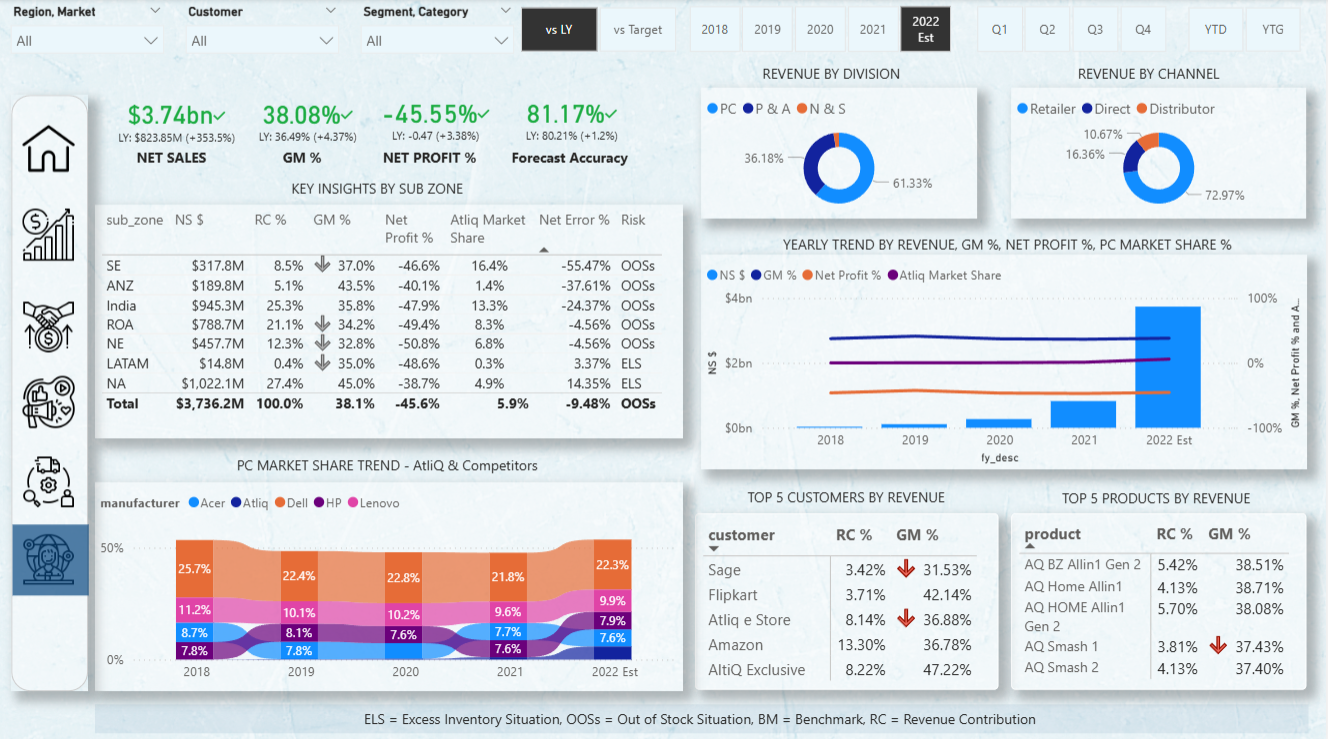 Region, Market
Customer
Segment, Category
All
All
All
vs LY
vs Target
2018
2019
2020
2021
2022 Est
Q1
Q2
Q3
Q4
YTD
YTG
$3.74bn
LY: $823.85M (+353.5%)
NET SALES
38.08%
LY: 36.49% (+4.37%)
GM %
-45.55%
LY: -0.47 (+3.38%)
NET PROFIT %
81.17%
LY: 80.21% (+1.2%)
Forecast Accuracy
REVENUE BY DIVISION
PC P & A N & S
36.18%
61.33%
REVENUE BY CHANNEL
Retailer Direct Distributor
10.67%
16.36%
72.97%
KEY INSIGHTS BY SUB ZONE
sub_zone NS $ RC % GM % Net Profit % Atliq Market Share Net Error % Risk
SE $317.8M 8.5% 37.0% -46.6% 16.4% -55.47% OOSs
ANZ $189.8M 5.1% 43.5% -40.1% 1.4% -37.61% OOSs
India $945.3M 25.3% 35.8% -47.9% 13.3% -24.37% OOSs
ROA $788.7M 21.1% 34.2% -49.4% 8.3% -4.56% OOSs
NE $457.7M 12.3% 32.8% -50.8% 6.8% -4.56% OOSs
LATAM $14.8M 0.4% 35.0% -48.6% 0.3% 3.37% ELS
NA $1,022.1M 27.4% 45.0% -38.7% 4.9% 14.35% ELS
Total $3,736.2M 100.0% 38.1% -45.6% 5.9% -9.48% OOSs
YEARLY TREND BY REVENUE, GM %, NET PROFIT %, PC MARKET SHARE %
NS $ GM % Net Profit % Atliq Market Share
$4bn
$2bn
$0bn
NS $
100%
0%
-100%
GM %, Net Profit % and A...
2018 2019 2020 2021 2022 Est
fy_desc
PC MARKET SHARE TREND - AtliQ & Competitors
manufacturer Acer Atliq Dell HP Lenovo
50%
0%
25.7% 22.4% 22.8% 21.8% 22.3%
11.2% 10.1% 10.2% 9.6% 9.9%
8.7% 8.1% 7.6% 7.7% 7.9%
7.8% 7.8% 7.6% 7.6%
2018 2019 2020 2021 2022 Est
TOP 5 CUSTOMERS BY REVENUE
customer RC % GM %
Sage 3.42% 31.53%
Flipkart 3.71% 42.14%
Atliq e Store 8.14% 36.88%
Amazon 13.30% 36.78%
AltiQ Exclusive 8.22% 47.22%
TOP 5 PRODUCTS BY REVENUE
product RC % GM %
AQ BZ Allin1 Gen 2 5.42% 38.51%
AQ Home Allin1 4.13% 38.71%
AQ HOME Allin1 Gen 2 5.70% 38.08%
AQ Smash 1 3.81% 37.43%
AQ Smash 2 4.13% 37.40%
ELS = Excess Inventory Situation, OOSs = Out of Stock Situation, BM = Benchmark, RC = Revenue Contribution